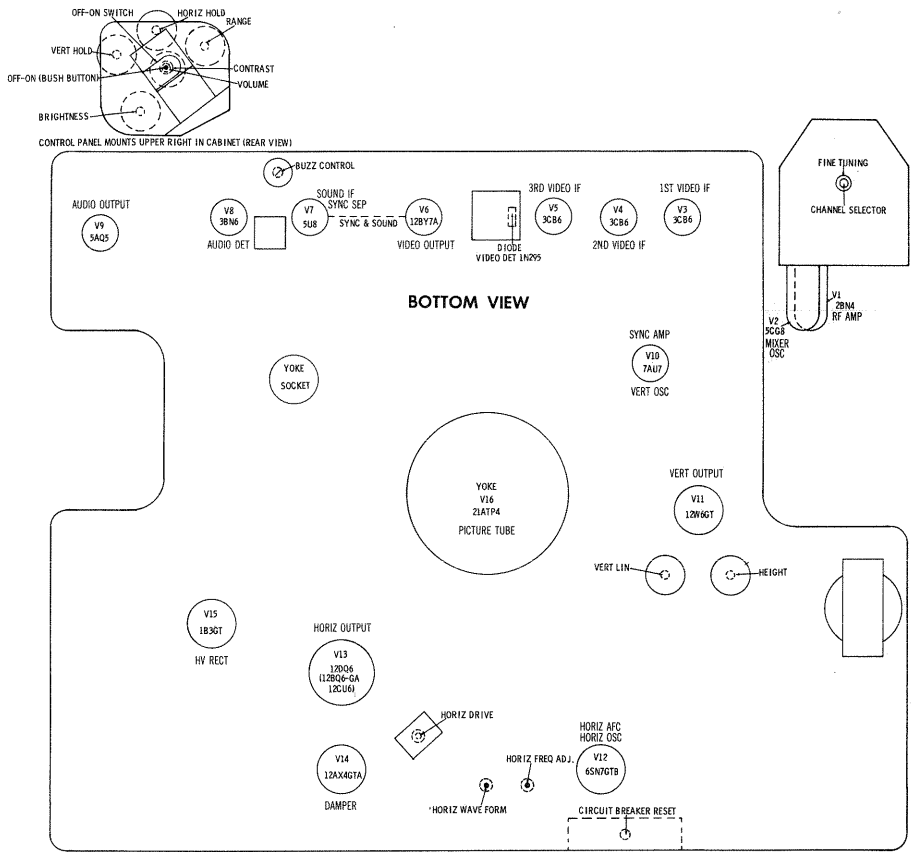 OFF-ON SWITCH
HORIZ HOLD
RANGE
VERT HOLD
OFF-ON (BUSH BUTTON)
CONTRAST
VOLUME
BRIGHTNESS
CONTROL PANEL MOUNTS UPPER RIGHT IN CABINET (REAR VIEW)
BUZZ CONTROL
AUDIO OUTPUT
V9
5AQ5
V8
3BN6
AUDIO DET
SOUND IF
SYNC SEP
V7
5U8
SYNC & SOUND
V6
12BY7A
VIDEO OUTPUT
DIODE
VIDEO DET 1N295
3RD VIDEO IF
V5
3CB6
V4
3CB6
2ND VIDEO IF
1ST VIDEO IF
V3
3CB6
FINE TUNING
CHANNEL SELECTOR
V1
2BN4
RF AMP
V2
5CG8
MIXER
OSC
BOTTOM VIEW
YOKE
SOCKET
SYNC AMP
V10
7AU7
VERT OSC
YOKE
V16
21ATP4
PICTURE TUBE
VERT OUTPUT
V11
12W6GT
VERT LIN
HEIGHT
V15
1B3GT
HV RECT
HORIZ OUTPUT
V13
12DQ6
(12BQ6-GA
12CU6)
HORIZ DRIVE
V14
12AX4GTA
DAMPER
HORIZ AFC
HORIZ OSC
V12
6SN7GTB
HORIZ FREQ ADJ.
HORIZ WAVE FORM
CIRCUIT BREAKER RESET